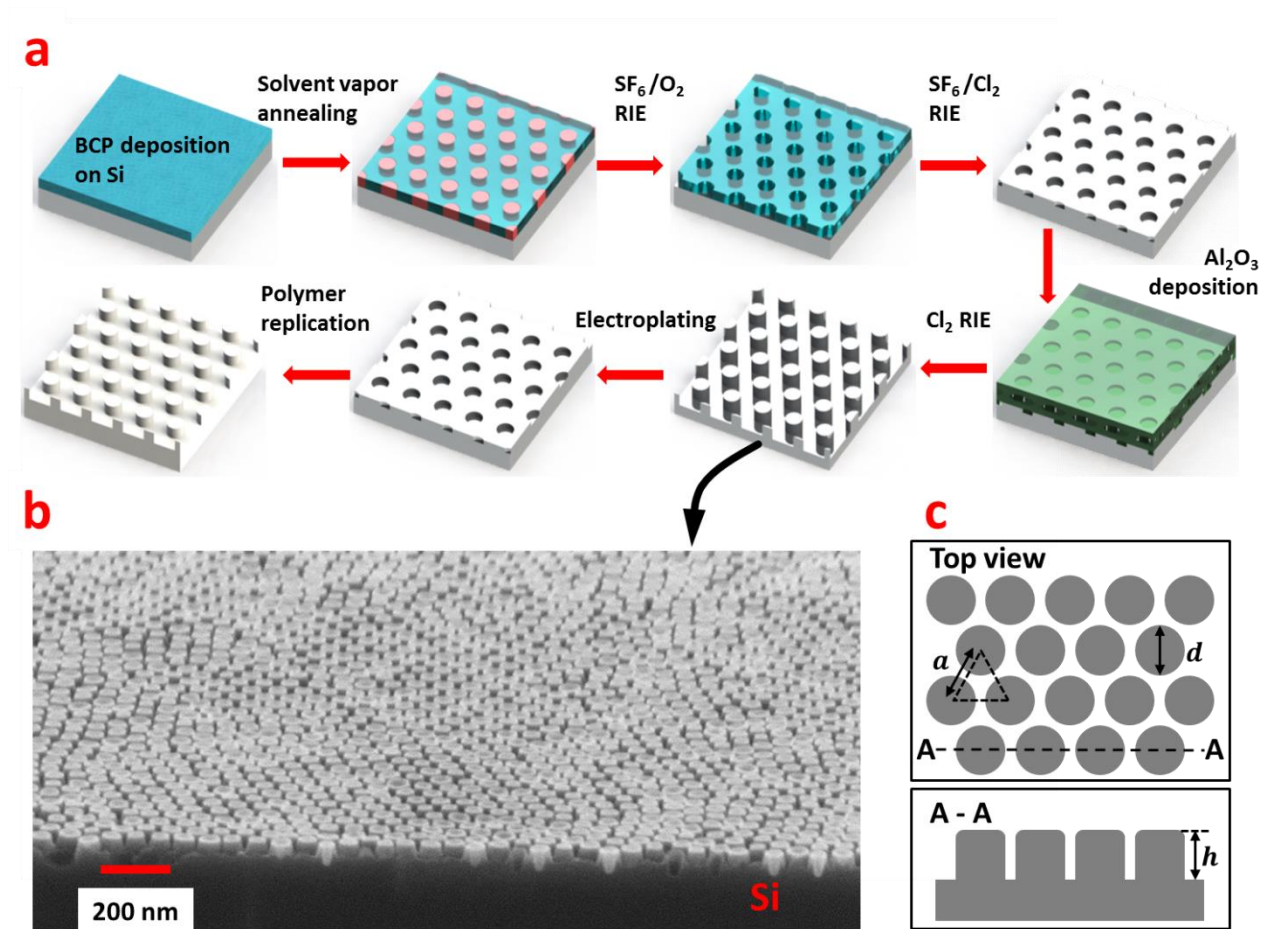 a
Solvent vapor
annealing
SF₆/O₂
RIE
SF₆/Cl₂
RIE
BCP deposition
on Si
Al₂O₃
deposition
Cl₂ RIE
Electroplating
Polymer
replication
b
200 nm
Si
c
Top view
a
d
A
A
A - A
h